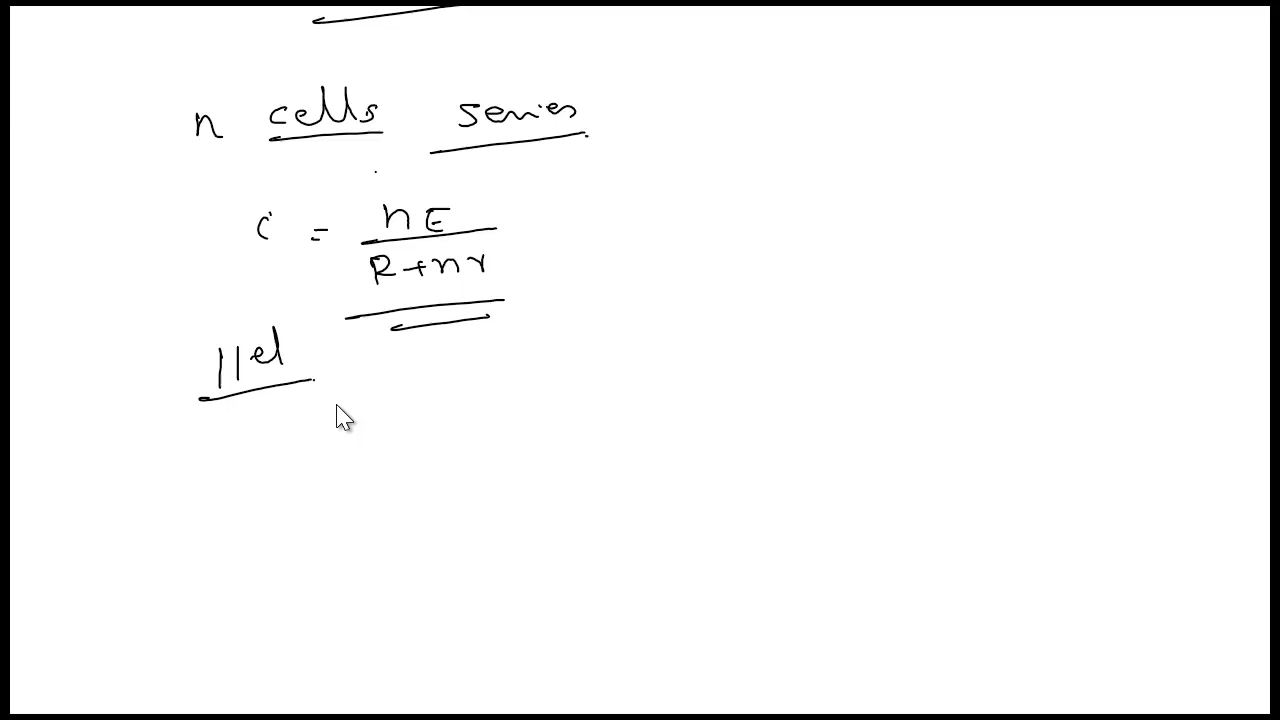 n cells series
i = nE
R+nr
||el